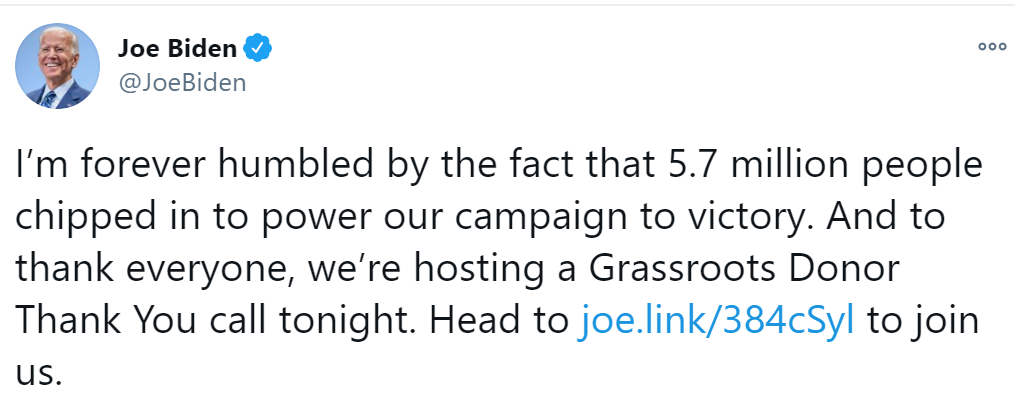 Joe Biden
@JoeBiden
I’m forever humbled by the fact that 5.7 million people
chipped in to power our campaign to victory. And to
thank everyone, we’re hosting a Grassroots Donor
Thank You call tonight. Head to joe.link/384cSyl to join
us.